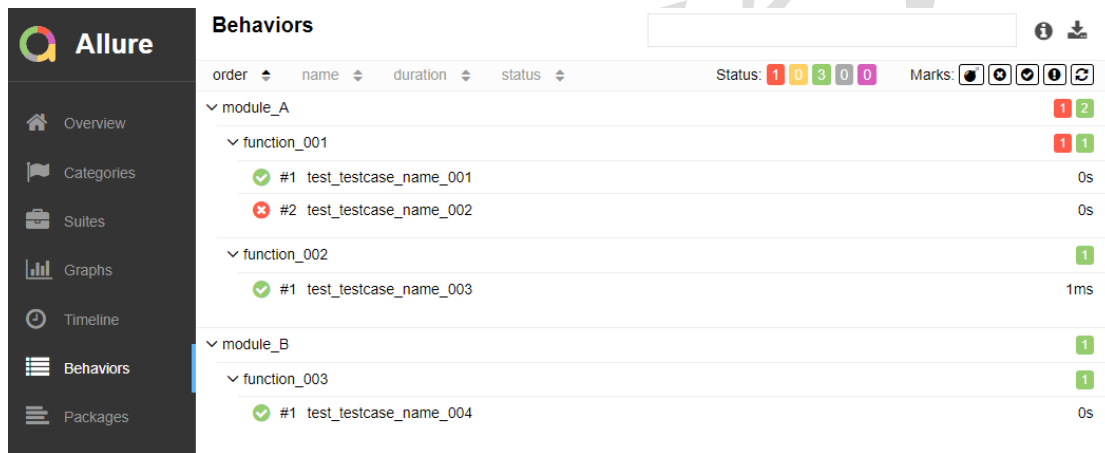 Allure
Overview
Categories
Suites
Graphs
Timeline
Behaviors
Packages
Behaviors
order name duration status Status: 1 0 3 0 0 Marks:
module_A 1 2
function_001 1 1
#1 test_testcase_name_001 0s
#2 test_testcase_name_002 0s
function_002 1
#1 test_testcase_name_003 1ms
module_B 1
function_003 1
#1 test_testcase_name_004 0s